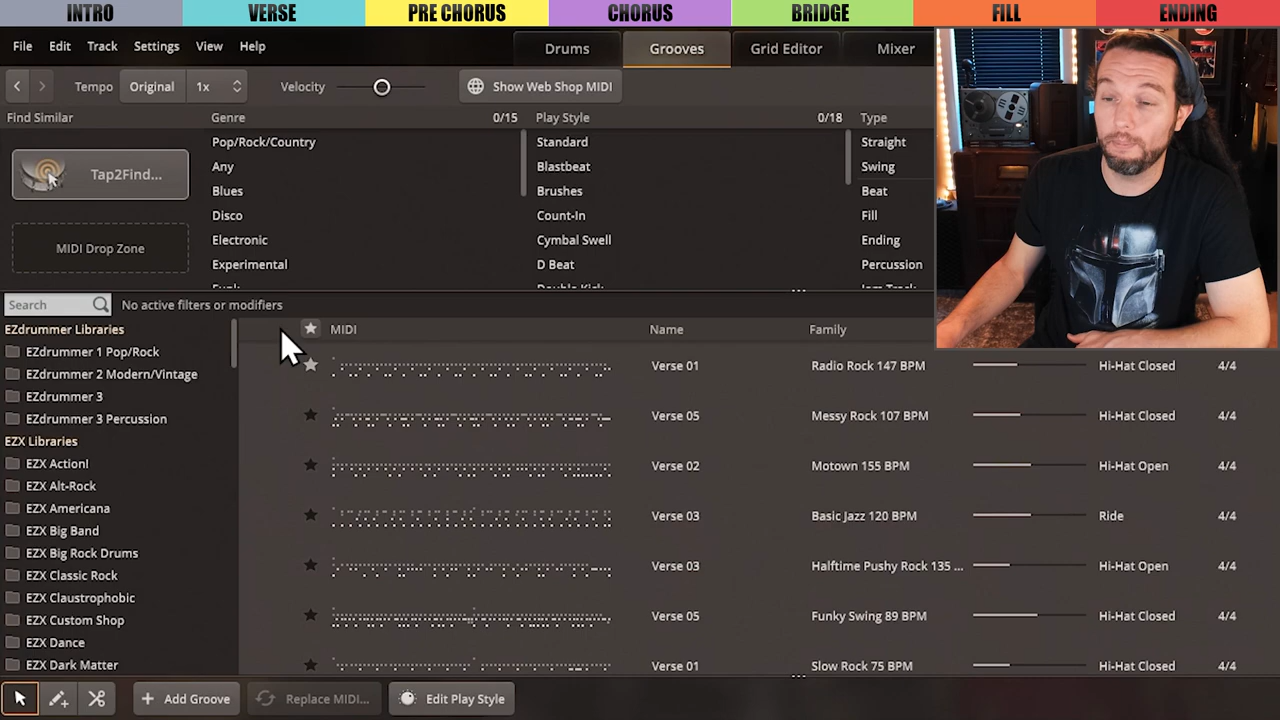 INTRO VERSE PRE CHORUS CHORUS BRIDGE FILL ENDING
File Edit Track Settings View Help Drums Grooves Grid Editor Mixer
Tempo Original 1x Velocity Show Web Shop MIDI
Find Similar Genre 0/15 Play Style 0/18 Type
Pop/Rock/Country Standard Straight
Tap2Find... Any Blastbeat Swing
Blues Brushes Beat
Disco Count-In Fill
MIDI Drop Zone Electronic Cymbal Swell Ending
Experimental D Beat Percussion
Funk Double Kick Jam Track
Search No active filters or modifiers
EZdrummer Libraries MIDI Name Family
EZdrummer 1 Pop/Rock Verse 01 Radio Rock 147 BPM Hi-Hat Closed 4/4
EZdrummer 2 Modern/Vintage
EZdrummer 3 Verse 05 Messy Rock 107 BPM Hi-Hat Closed 4/4
EZdrummer 3 Percussion
EZX Libraries
EZX Action! Verse 02 Motown 155 BPM Hi-Hat Open 4/4
EZX Alt-Rock
EZX Americana Verse 03 Basic Jazz 120 BPM Ride 4/4
EZX Big Band
EZX Big Rock Drums Verse 03 Halftime Pushy Rock 135 ... Hi-Hat Open 4/4
EZX Classic Rock
EZX Claustrophobic
EZX Custom Shop Verse 05 Funky Swing 89 BPM Hi-Hat Closed 4/4
EZX Dance
EZX Dark Matter Verse 01 Slow Rock 75 BPM Hi-Hat Closed 4/4
Add Groove Replace MIDI... Edit Play Style